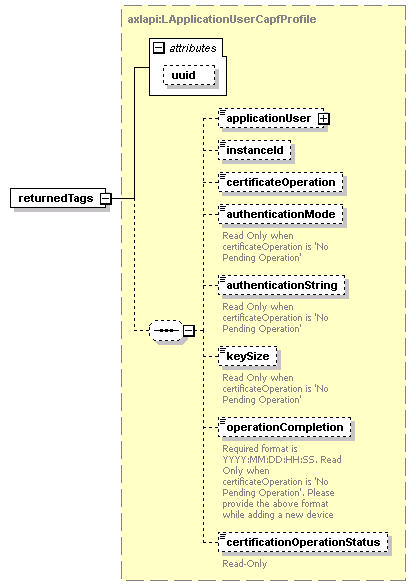 axlapi:LApplicationUserCapfProfile
attributes
uuid
applicationUser
instanceId
returnedTags
certificateOperation
authenticationMode
Read Only when
certificateOperation is 'No
Pending Operation'
authenticationString
Read Only when
certificateOperation is 'No
Pending Operation'
keySize
Read Only when
certificateOperation is 'No
Pending Operation'
operationCompletion
Required format is
YYYY:MM:DD:HH:SS. Read
Only when
certificateOperation is 'No
Pending Operation'. Please
provide the above format
while adding a new device
certificationOperationStatus
Read-Only